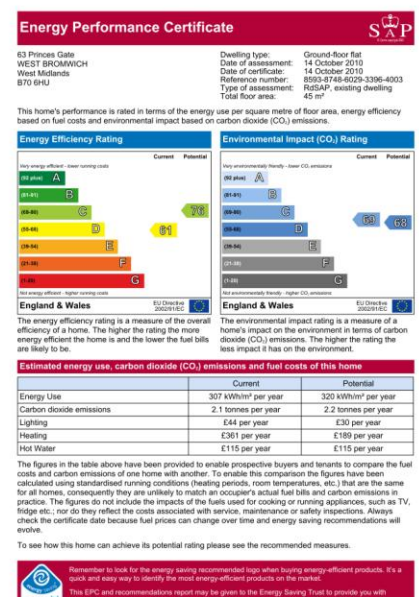 Energy Performance Certificate
SAP
63 Princes Gate
WEST BROMWICH
West Midlands
B70 6HU
Dwelling type: Ground-floor flat
Date of assessment: 14 October 2010
Date of certificate: 14 October 2010
Reference number: 8593-8748-6029-3396-4003
Type of assessment: RdSAP, existing dwelling
Total floor area: 45 m²
This home's performance is rated in terms of the energy use per square metre of floor area, energy efficiency
based on fuel costs and environmental impact based on carbon dioxide (CO₂) emissions.
Energy Efficiency Rating
Current Potential
Very energy efficient - lower running costs
(92 plus) A
(81-91) B
(69-80) C
76
(55-68) D
61
(39-54) E
(21-38) F
(1-20) G
Not energy efficient - higher running costs
England & Wales
EU Directive
2002/91/EC
Environmental Impact (CO₂) Rating
Current Potential
Very environmentally friendly - lower CO₂ emissions
(92 plus) A
(81-91) B
(69-80) C
69 68
(55-68) D
(39-54) E
(21-38) F
(1-20) G
Not environmentally friendly - higher CO₂ emissions
England & Wales
EU Directive
2002/91/EC
The energy efficiency rating is a measure of the overall
efficiency of a home. The higher the rating the more
energy efficient the home is and the lower the fuel bills
are likely to be.
The environmental impact rating is a measure of a
home's impact on the environment in terms of carbon
dioxide (CO₂) emissions. The higher the rating the
less impact it has on the environment.
Estimated energy use, carbon dioxide (CO₂) emissions and fuel costs of this home
Current Potential
Energy Use 307 kWh/m² per year 320 kWh/m² per year
Carbon dioxide emissions 2.1 tonnes per year 2.2 tonnes per year
Lighting £44 per year £30 per year
Heating £361 per year £189 per year
Hot Water £115 per year £115 per year
The figures in the table above have been provided to enable prospective buyers and tenants to compare the fuel
costs and carbon emissions of one home with another. To enable this comparison the figures have been
calculated using standardised running conditions (heating periods, room temperatures, etc.) that are the same
for all homes, consequently they are unlikely to match an occupier's actual fuel bills and carbon emissions in
practice. The figures do not include the impacts of the fuels used for cooking or running appliances, such as TV,
fridge etc.; nor do they reflect the costs associated with service, maintenance or safety inspections. Always
check the certificate date because fuel prices can change over time and energy saving recommendations will
evolve.
To see how this home can achieve its potential rating please see the recommended measures.
Remember to look for the energy saving recommended logo when buying energy-efficient products. It's a
quick and easy way to identify the most energy-efficient products on the market.
This EPC and recommendations report may be given to the Energy Saving Trust to provide you with